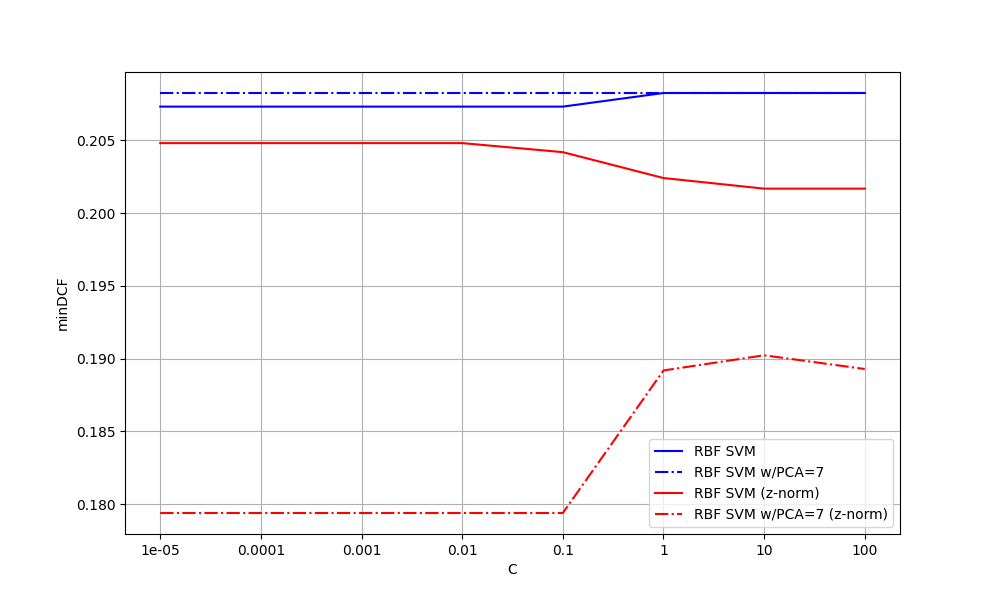 0.205
0.200
0.195
0.190
0.185
0.180
minDCF
1e-05 0.0001 0.001 0.01 0.1 1 10 100
C
RBF SVM
RBF SVM w/PCA=7
RBF SVM (z-norm)
RBF SVM w/PCA=7 (z-norm)